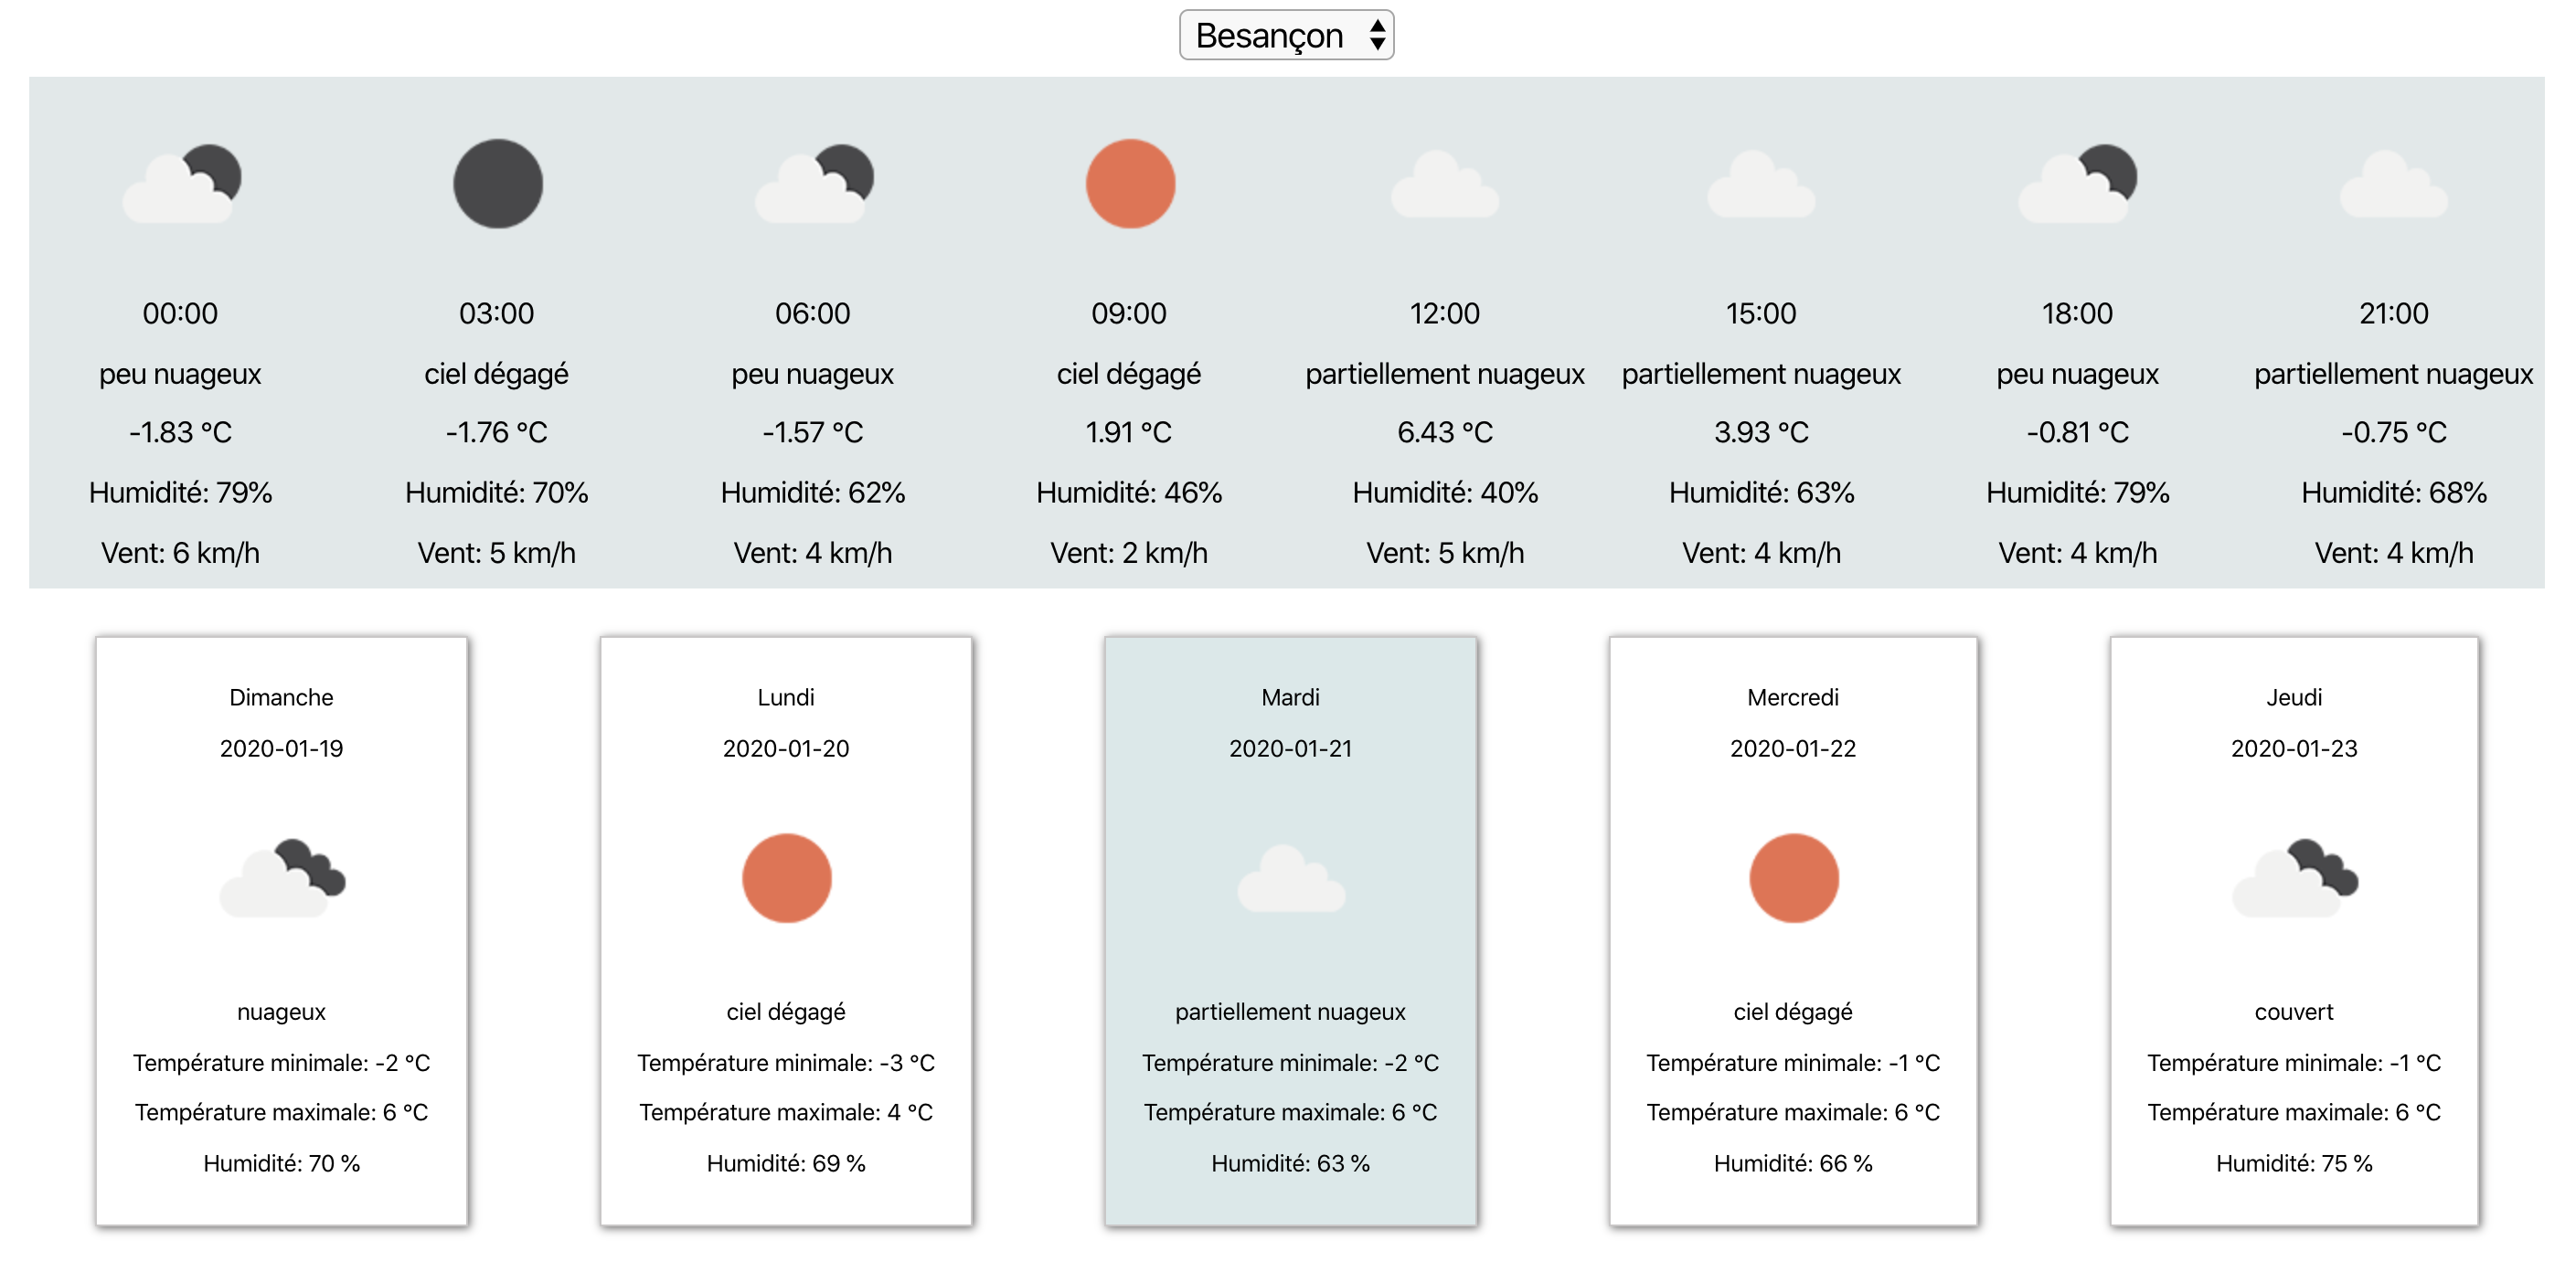 Besançon
00:00 03:00 06:00 09:00 12:00 15:00 18:00 21:00
peu nuageux ciel dégagé peu nuageux ciel dégagé partiellement nuageux partiellement nuageux peu nuageux partiellement nuageux
-1.83 °C -1.76 °C -1.57 °C 1.91 °C 6.43 °C 3.93 °C -0.81 °C -0.75 °C
Humidité: 79% Humidité: 70% Humidité: 62% Humidité: 46% Humidité: 40% Humidité: 63% Humidité: 79% Humidité: 68%
Vent: 6 km/h Vent: 5 km/h Vent: 4 km/h Vent: 2 km/h Vent: 5 km/h Vent: 4 km/h Vent: 4 km/h Vent: 4 km/h
Dimanche
2020-01-19
nuageux
Température minimale: -2 °C
Température maximale: 6 °C
Humidité: 70 %
Lundi
2020-01-20
ciel dégagé
Température minimale: -3 °C
Température maximale: 4 °C
Humidité: 69 %
Mardi
2020-01-21
partiellement nuageux
Température minimale: -2 °C
Température maximale: 6 °C
Humidité: 63 %
Mercredi
2020-01-22
ciel dégagé
Température minimale: -1 °C
Température maximale: 6 °C
Humidité: 66 %
Jeudi
2020-01-23
couvert
Température minimale: -1 °C
Température maximale: 6 °C
Humidité: 75 %